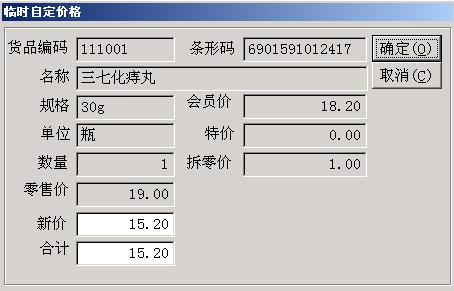 临时自定价格
货品编码 111001 条形码 6901591012417 确定(O)
名称 三七化痔丸 取消(C)
规格 30g 会员价 18.20
单位 瓶 特价 0.00
数量 1 拆零价 1.00
零售价 19.00
新价 15.20
合计 15.20